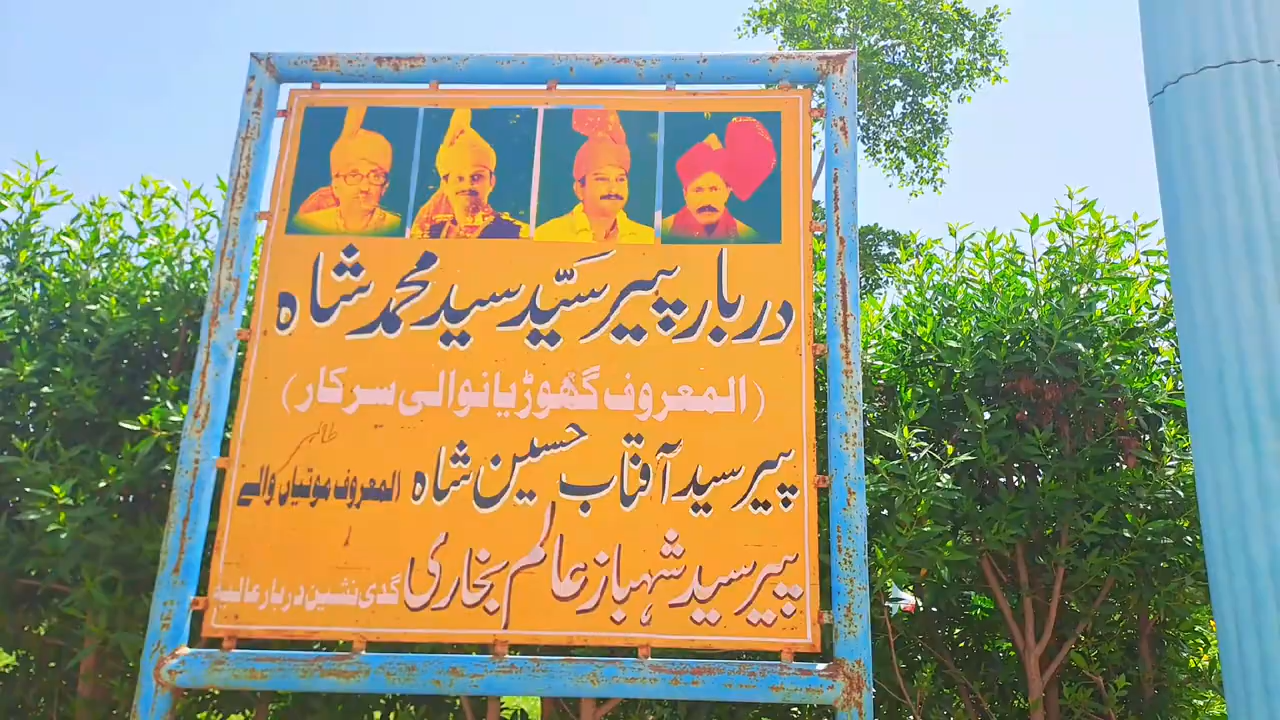 دربار پیر سیّد سید محمد شاہ
(المعروف گھوڑیانوالی سرکار)
پیر سید آفتاب حسین شاہ المعروف موتیاں والے
پیر سید شہباز عالم بخاری گدی نشین دربار عالیہ